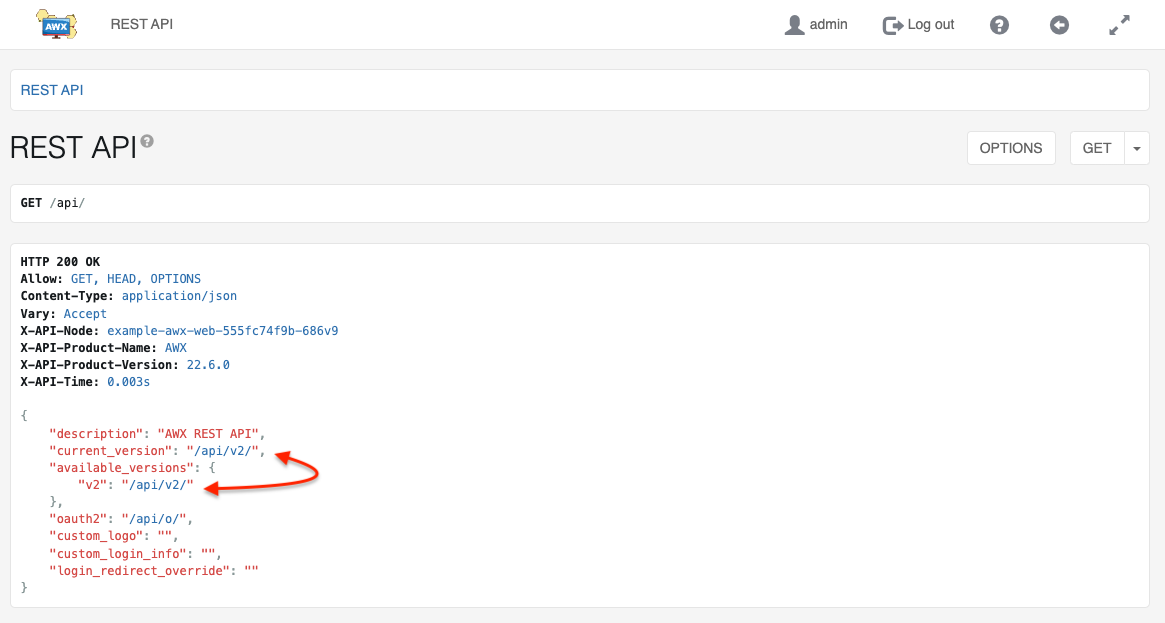 AWX REST API admin Log out
REST API
REST API
OPTIONS GET
GET /api/
HTTP 200 OK
Allow: GET, HEAD, OPTIONS
Content-Type: application/json
Vary: Accept
X-API-Node: example-awx-web-555fc74f9b-686v9
X-API-Product-Name: AWX
X-API-Product-Version: 22.6.0
X-API-Time: 0.003s
{
    "description": "AWX REST API",
    "current_version": "/api/v2/",
    "available_versions": {
        "v2": "/api/v2/"
    },
    "oauth2": "/api/o/",
    "custom_logo": "",
    "custom_login_info": "",
    "login_redirect_override": ""
}